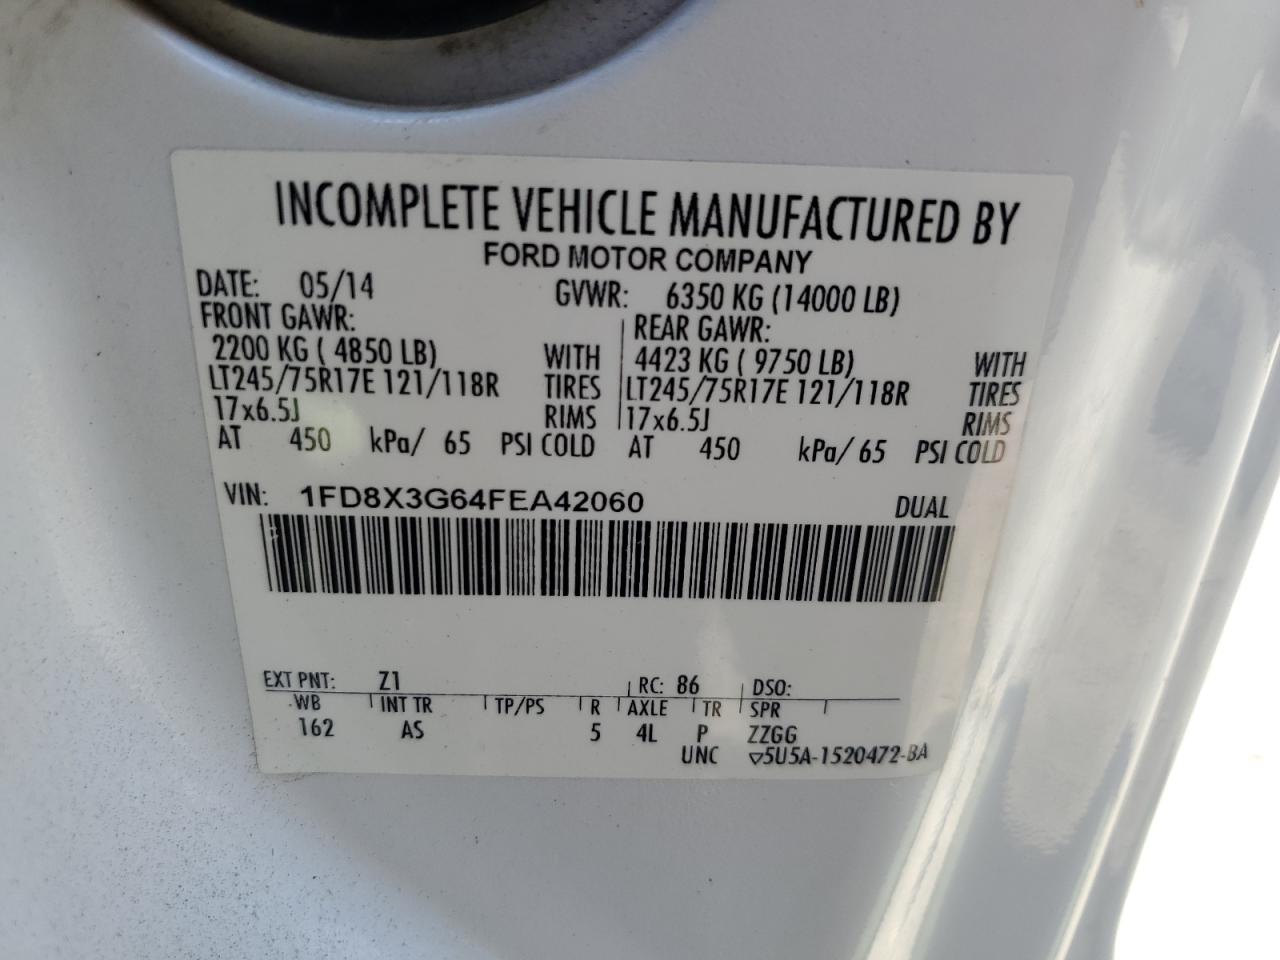 INCOMPLETE VEHICLE MANUFACTURED BY
FORD MOTOR COMPANY
DATE: 05/14 GVWR: 6350 KG (14000 LB)
FRONT GAWR: REAR GAWR:
2200 KG ( 4850 LB) WITH 4423 KG ( 9750 LB) WITH
LT245/75R17E 121/118R TIRES LT245/75R17E 121/118R TIRES
17x6.5J RIMS 17x6.5J RIMS
AT 450 kPa/ 65 PSI COLD AT 450 kPa/ 65 PSI COLD
VIN: 1FD8X3G64FEA42060 DUAL
EXT PNT: Z1 RC: 86 DSO:
WB INT TR TP/PS R AXLE TR SPR
162 AS 5 4L P ZZGG
UNC ▽5U5A-1520472-BA